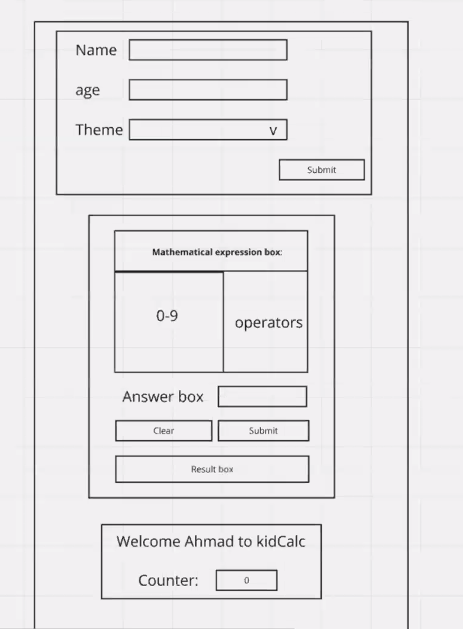 Name
age
Theme v
Submit
Mathematical expression box:
0-9
operators
Answer box
Clear Submit
Result box
Welcome Ahmad to kidCalc
Counter: 0